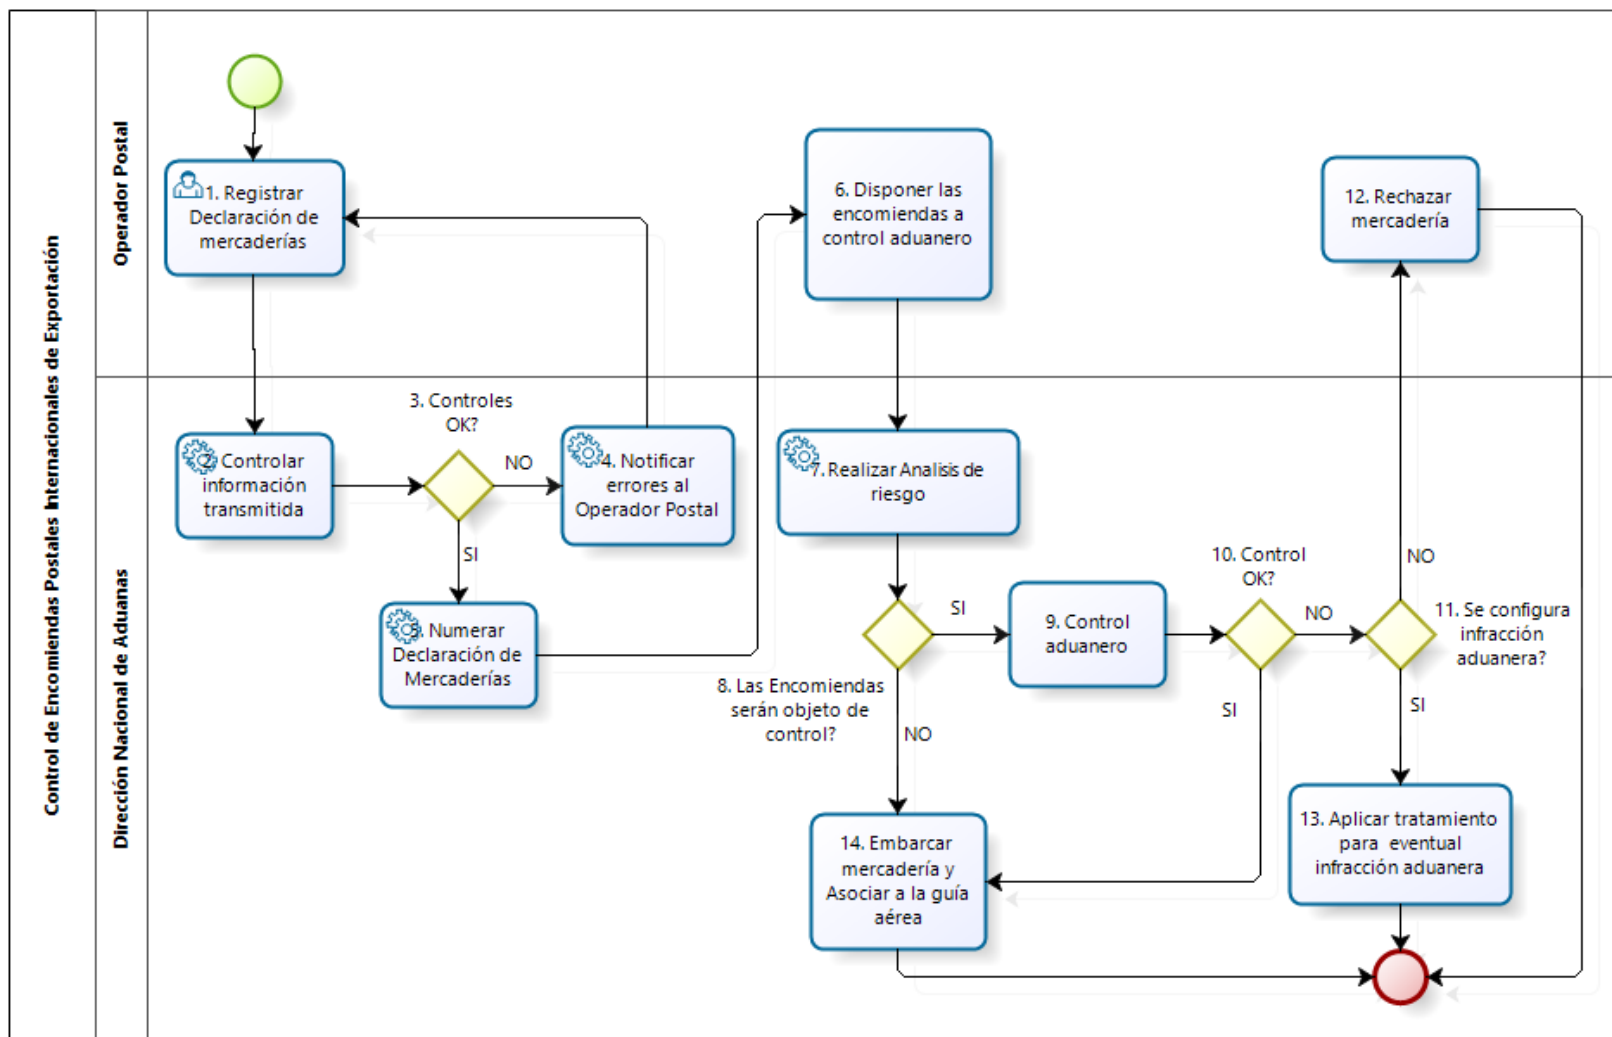 Control de Encomiendas Postales Internacionales de Exportación
Operador Postal
1. Registrar
Declaración de
mercaderías
6. Disponer las
encomiendas a
control aduanero
12. Rechazar
mercadería
Dirección Nacional de Aduanas
2. Controlar
información
transmitida
3. Controles
OK?
NO
SI
4. Notificar
errores al
Operador Postal
5. Numerar
Declaración de
Mercaderías
7. Realizar Analisis de
riesgo
8. Las Encomiendas
serán objeto de
control?
SI
NO
9. Control
aduanero
10. Control
OK?
NO
SI
11. Se configura
infracción
aduanera?
NO
SI
13. Aplicar tratamiento
para eventual
infracción aduanera
14. Embarcar
mercadería y
Asociar a la guía
aérea